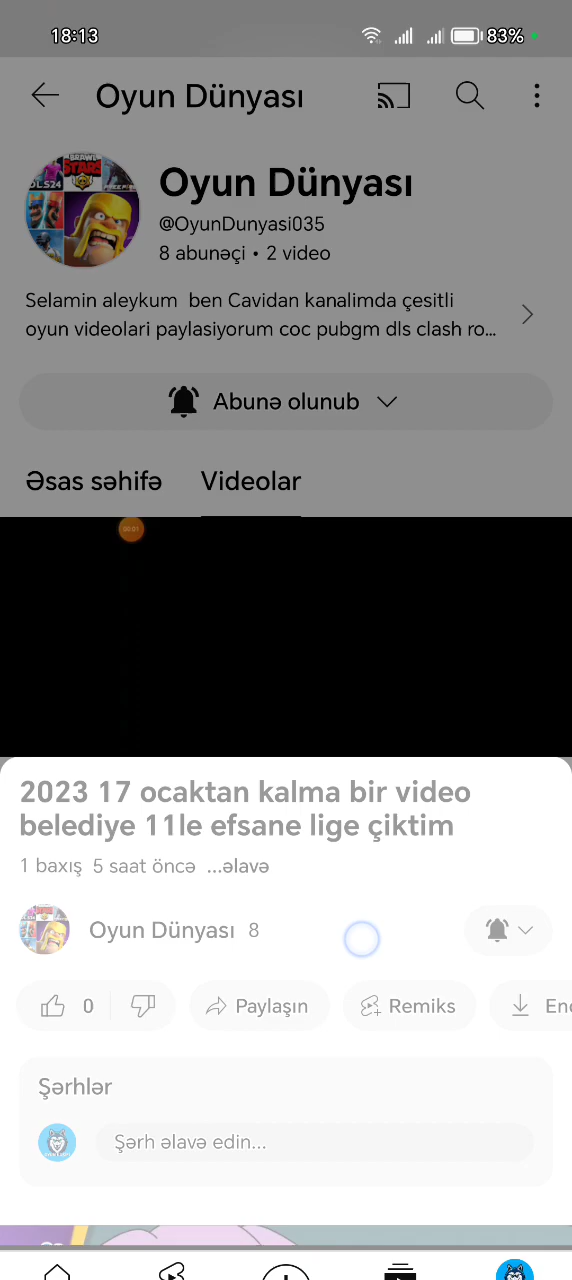 18:13
83%
Oyun Dünyası
Oyun Dünyası
@OyunDunyasi035
8 abunəçi • 2 video
Selamin aleykum ben Cavidan kanalimda çesitli
oyun videolari paylasiyorum coc pubgm dls clash ro...
Abunə olunub
Əsas səhifə Videolar
00:01
2023 17 ocaktan kalma bir video
belediye 11le efsane lige çiktim
1 baxış 5 saat öncə ...əlavə
Oyun Dünyası 8
0 Paylaşın Remiks End
Şərhlər
Şərh əlavə edin...